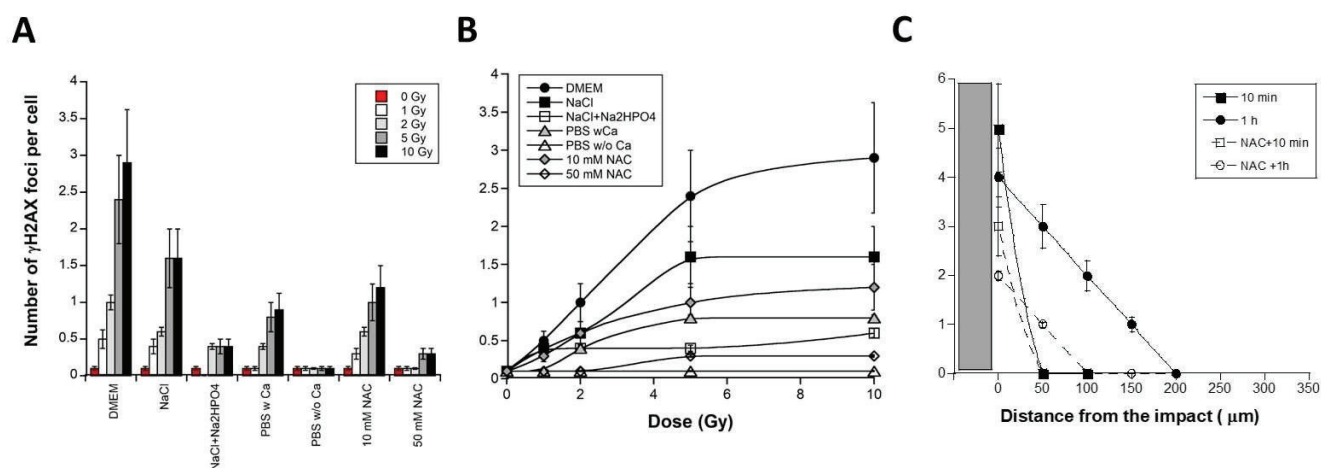 A
4
3.5
3
2.5
2
1.5
1
0.5
0
Number of γH2AX foci per cell
0 Gy
1 Gy
2 Gy
5 Gy
10 Gy
DMEM
NaCl
NaCl+Na2HPO4
PBS w Ca
PBS w/o Ca
10 mM NAC
50 mM NAC
B
4
3.5
3
2.5
2
1.5
1
0.5
0
DMEM
NaCl
NaCl+Na2HPO4
PBS wCa
PBS w/o Ca
10 mM NAC
50 mM NAC
0 2 4 6 8 10
Dose (Gy)
C
6
5
4
3
2
1
0
10 min
1 h
NAC+10 min
NAC +1h
0 50 100 150 200 250 300 350
Distance from the impact ( μm)